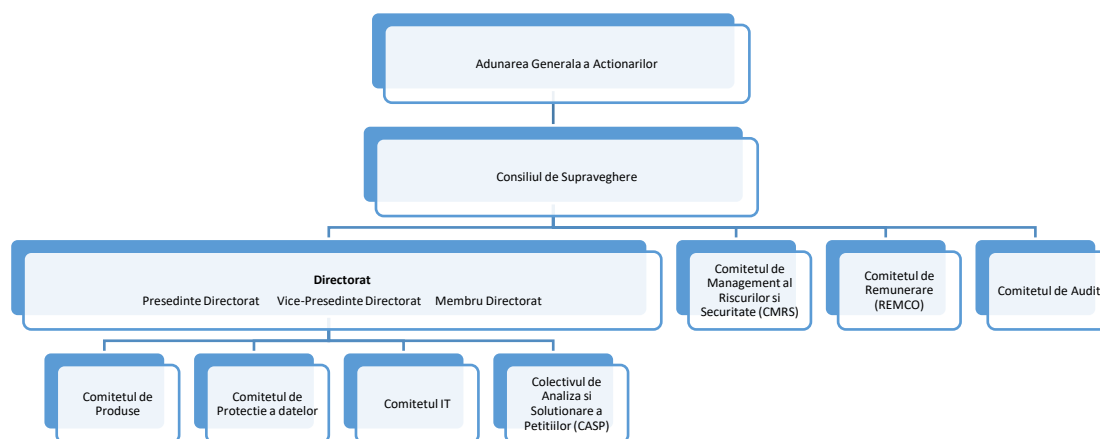 Adunarea Generala a Actionarilor
Consiliul de Supraveghere
Directorat
Presedinte Directorat Vice-Presedinte Directorat Membru Directorat
Comitetul de
Management al
Riscurilor si
Securitate (CMRS)
Comitetul de
Remunerare
(REMCO)
Comitetul de Audit
Comitetul de
Produse
Comitetul de
Protectie a datelor
Comitetul IT
Colectivul de
Analiza si
Solutionare a
Petitiilor (CASP)